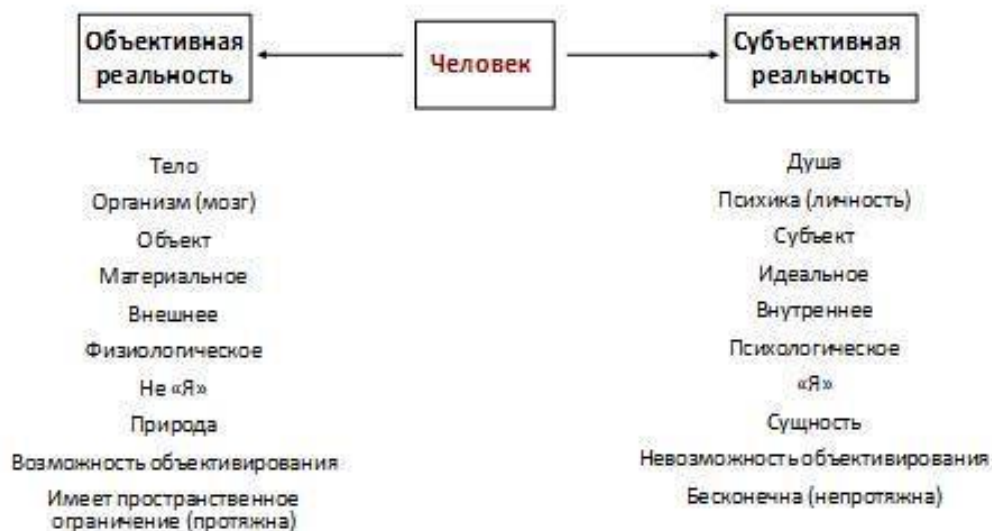 Объективная
реальность
Человек
Субъективная
реальность
Тело
Организм (мозг)
Объект
Материальное
Внешнее
Физиологическое
Не «Я»
Природа
Возможность объективирования
Имеет пространственное
ограничение (протяжна)
Душа
Психика (личность)
Субъект
Идеальное
Внутреннее
Психологическое
«Я»
Сущность
Невозможность объективирования
Бесконечна (непротяжна)